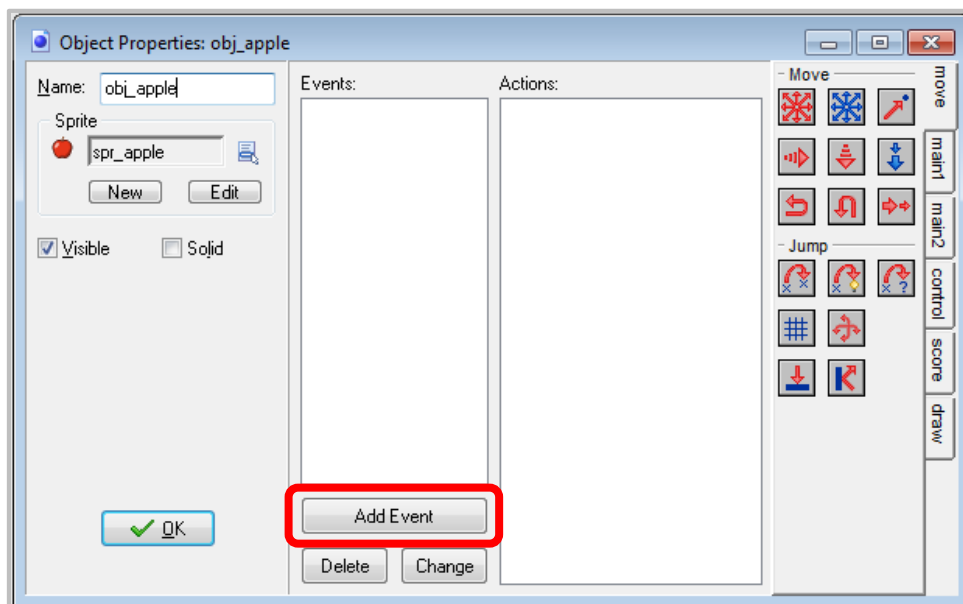 Object Properties: obj_apple
Name: obj_apple
Sprite
spr_apple
New Edit
Visible Solid
OK
Events:
Add Event
Delete Change
Actions:
Move
Jump
move
main1
main2
control
score
draw